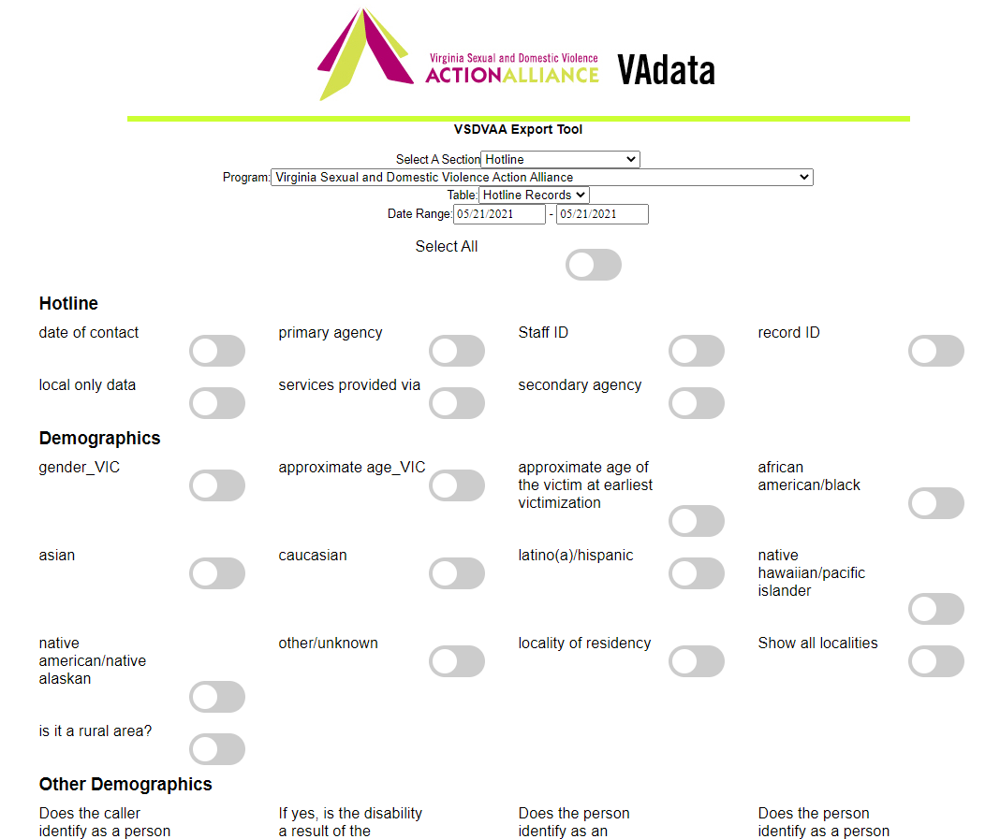 Virginia Sexual and Domestic Violence
ACTIONALLIANCE VAdata
VSDVAA Export Tool
Select A Section Hotline
Program: Virginia Sexual and Domestic Violence Action Alliance
Table: Hotline Records
Date Range: 05/21/2021 - 05/21/2021
Select All
Hotline
date of contact primary agency Staff ID record ID
local only data services provided via secondary agency
Demographics
gender_VIC approximate age_VIC approximate age of african
the victim at earliest american/black
victimization
asian caucasian latino(a)/hispanic native
hawaiian/pacific
islander
native other/unknown locality of residency Show all localities
american/native
alaskan
is it a rural area?
Other Demographics
Does the caller If yes, is the disability Does the person Does the person
identify as a person a result of the identify as an identify as a person